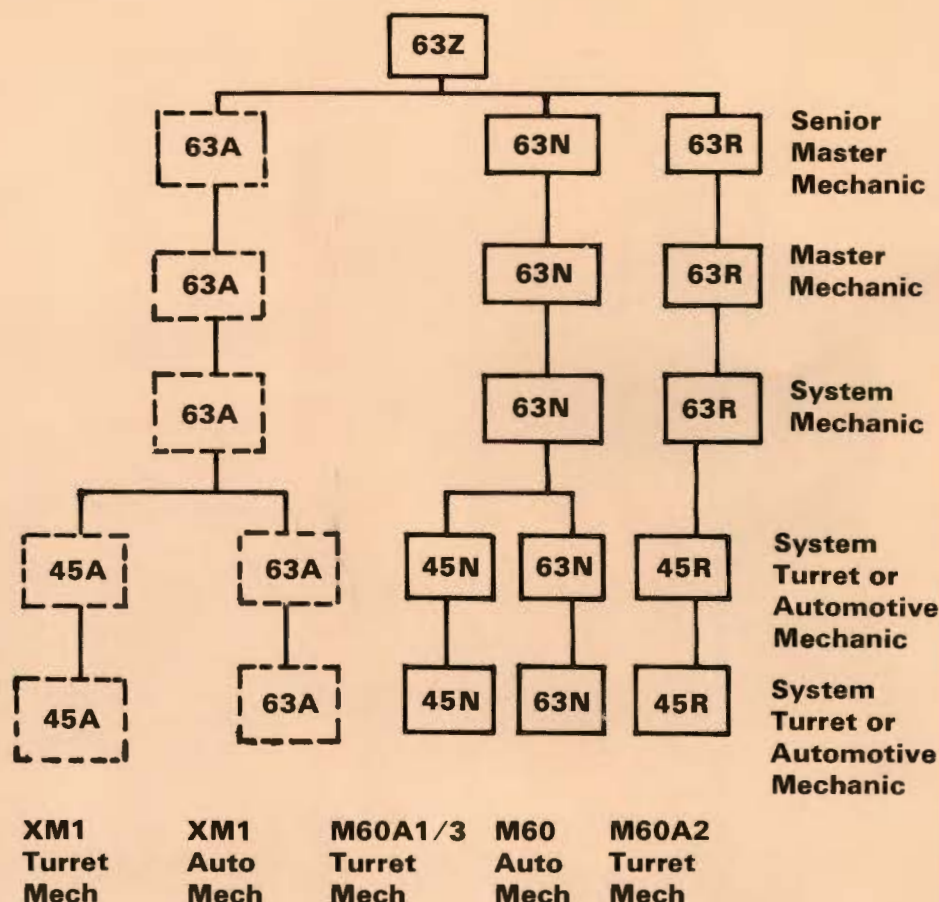 63Z
63A
63N
63R
Senior
Master
Mechanic
63A
63N
63R
Master
Mechanic
63A
63N
63R
System
Mechanic
45A
63A
45N
63N
45R
System
Turret or
Automotive
Mechanic
45A
63A
45N
63N
45R
System
Turret or
Automotive
Mechanic
XM1
Turret
Mech
XM1
Auto
Mech
M60A1/3
Turret
Mech
M60
Auto
Mech
M60A2
Turret
Mech